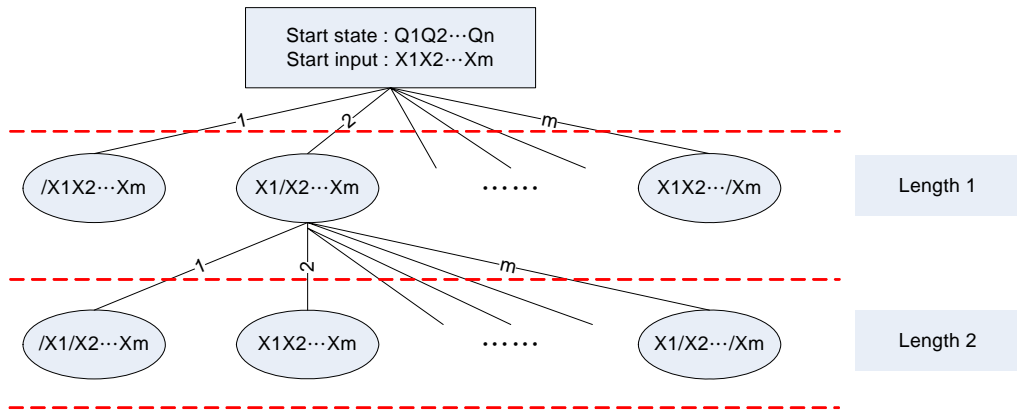 Start state : Q1Q2⋯Qn
Start input : X1X2⋯Xm
1
2
m
/X1X2⋯Xm
X1/X2⋯Xm
⋯⋯
X1X2⋯/Xm
Length 1
1
2
m
/X1/X2⋯Xm
X1X2⋯Xm
⋯⋯
X1/X2⋯/Xm
Length 2